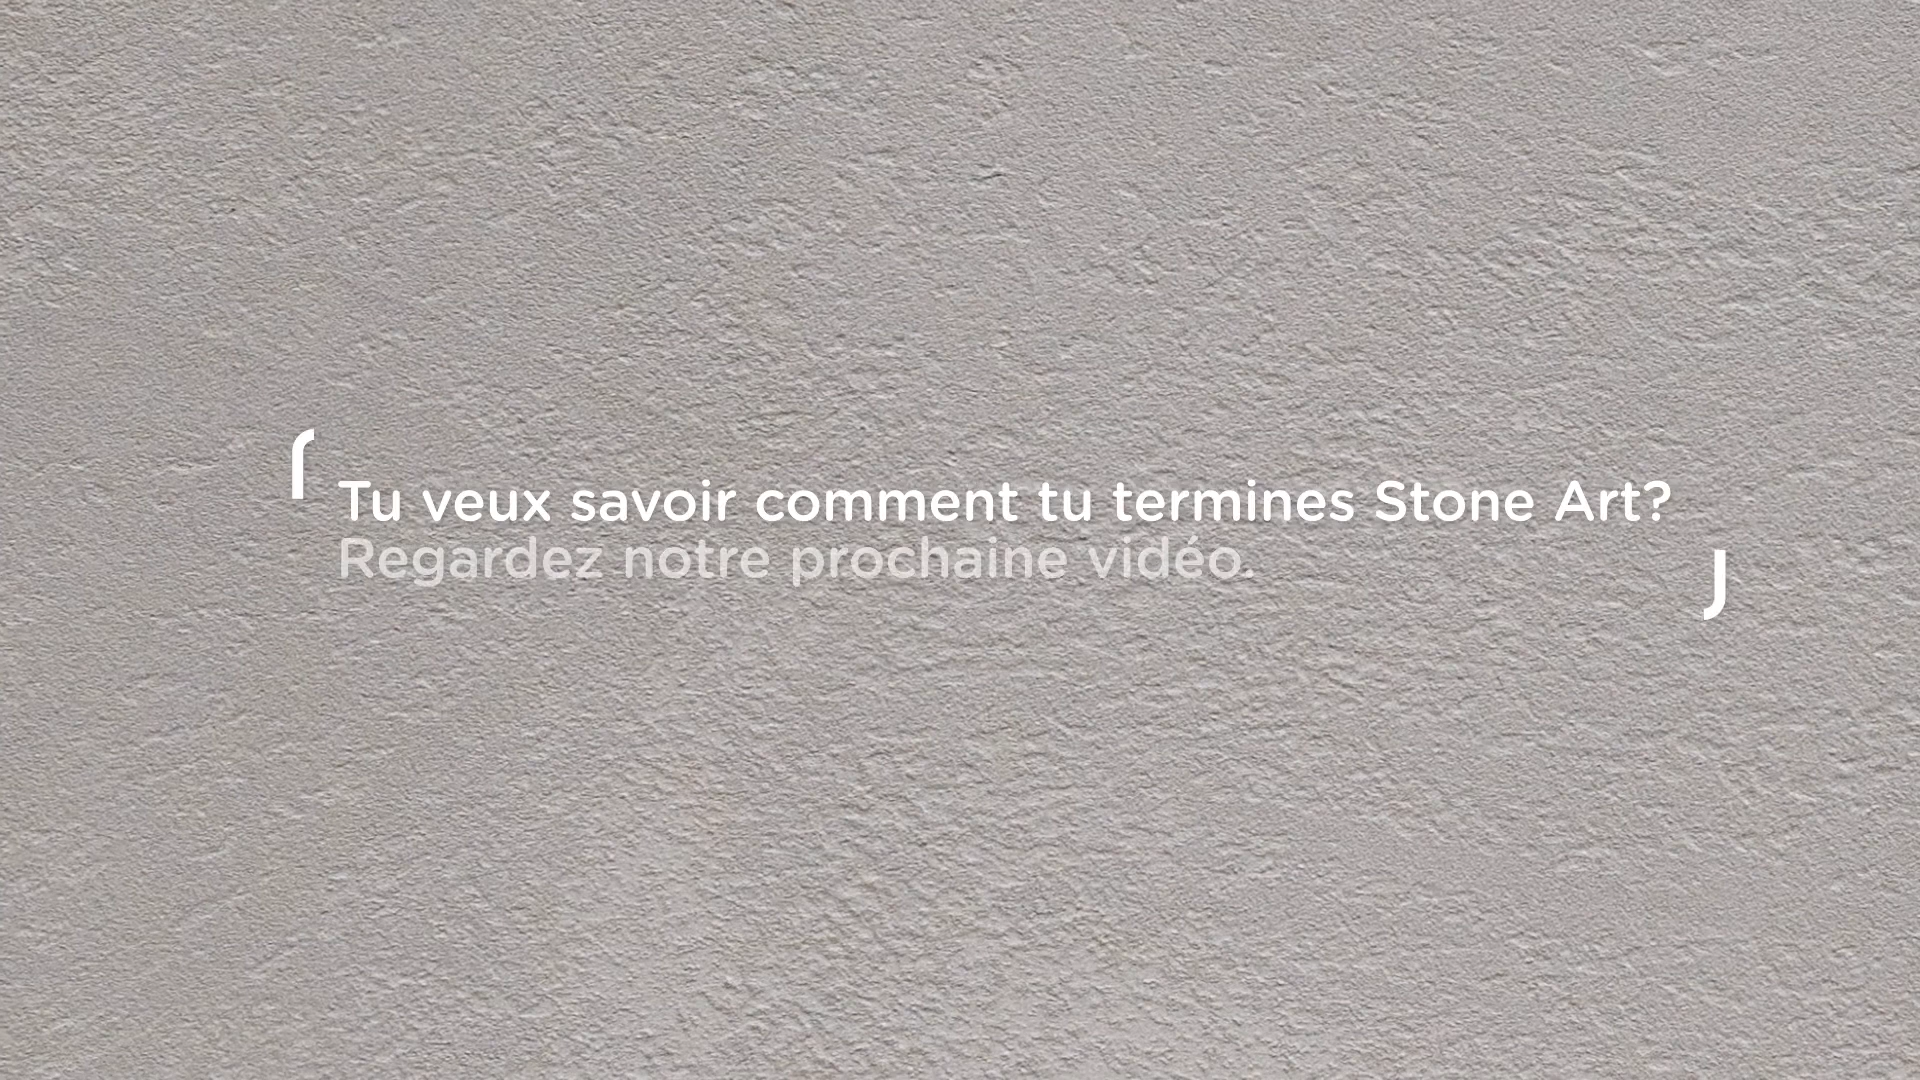 Tu veux savoir comment tu termines Stone Art?
Regardez notre prochaine vidéo.